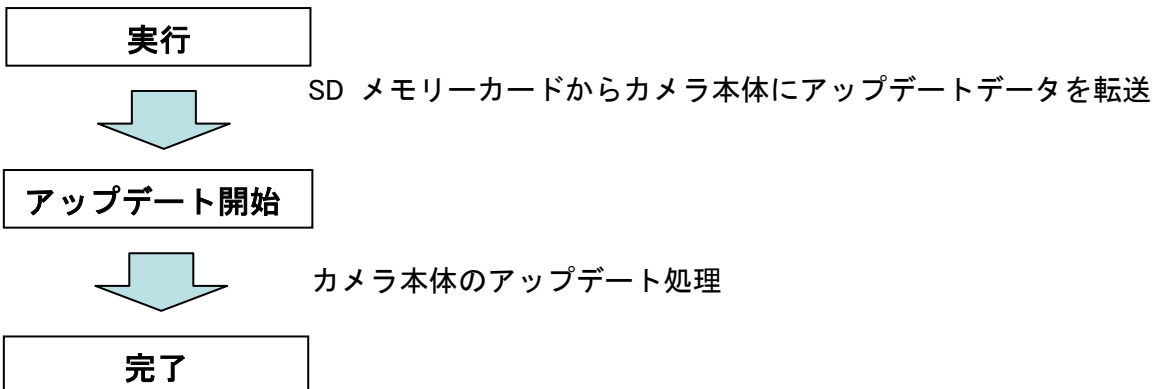 実行
SD メモリーカードからカメラ本体にアップデートデータを転送
アップデート開始
カメラ本体のアップデート処理
完了